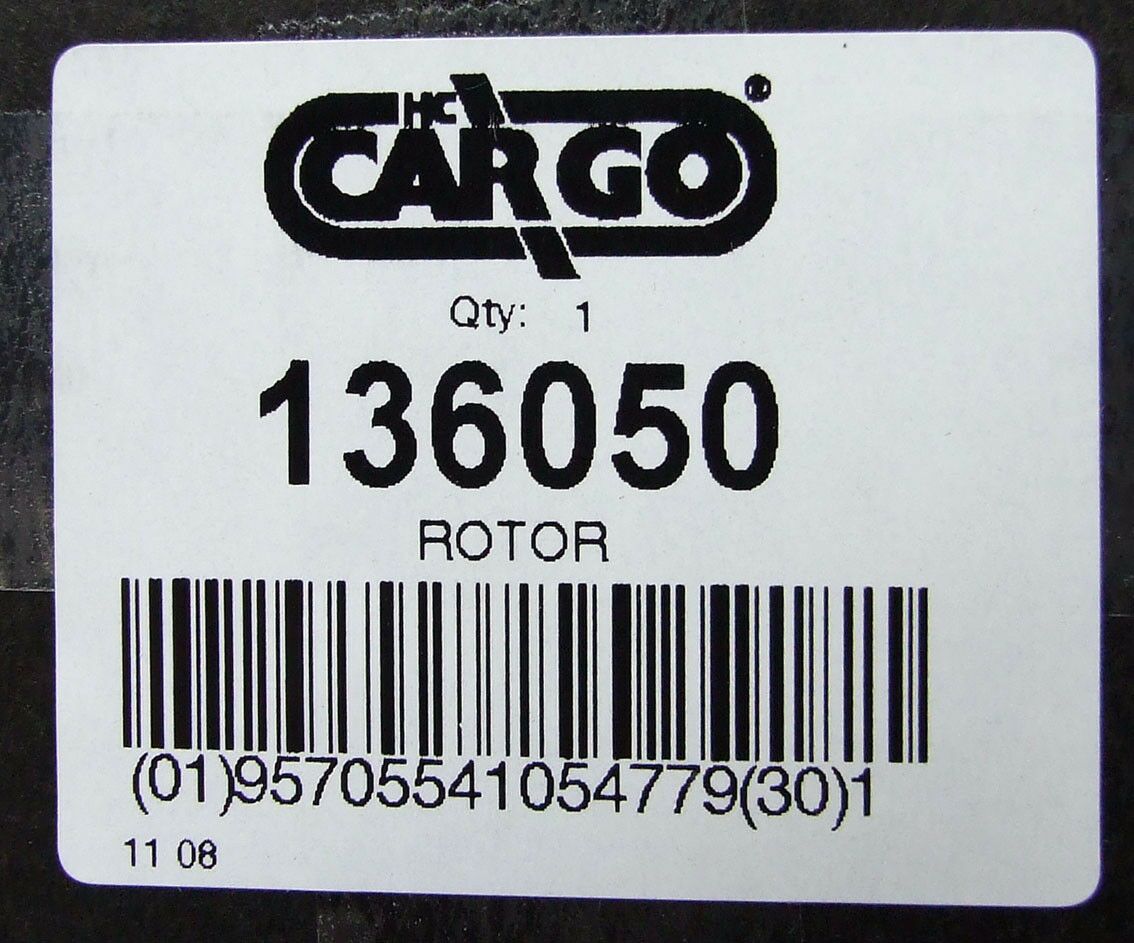 HC
CARGO®
Qty: 1
136050
ROTOR
(01)95705541054779(30)1
11 08